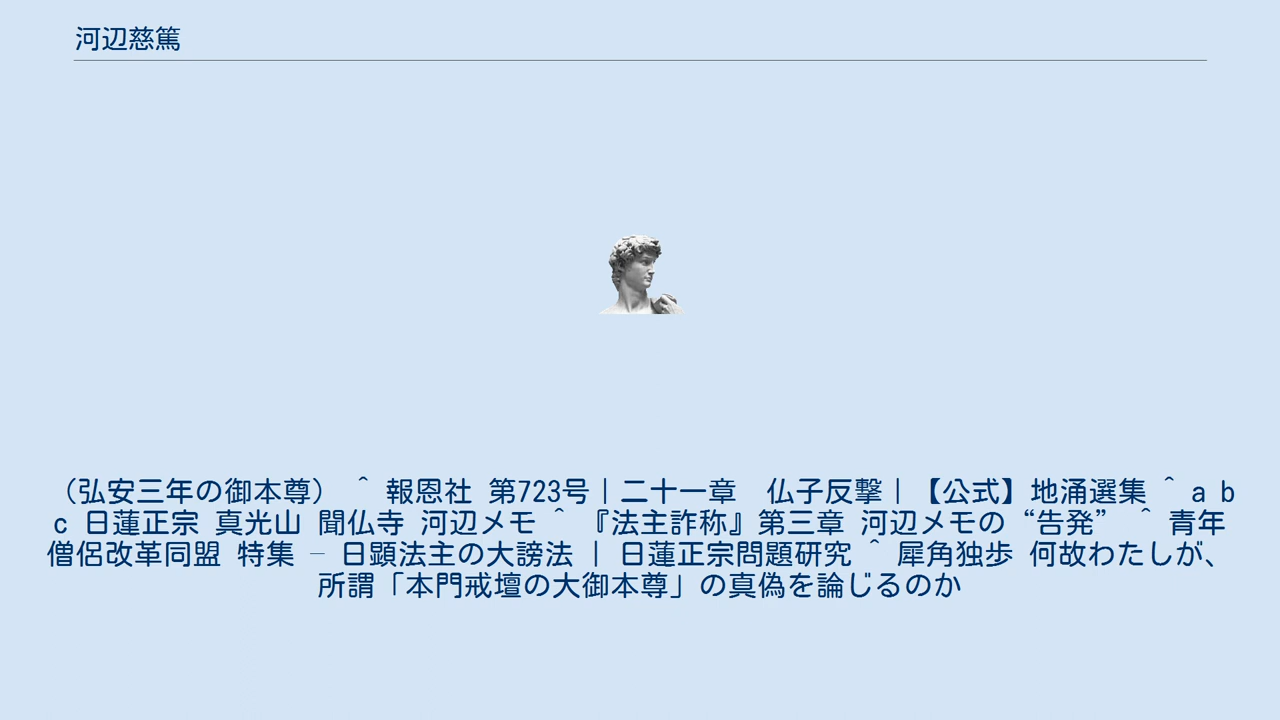 河辺慈篤
（弘安三年の御本尊） ^ 報恩社 第723号｜二十一章　仏子反撃｜【公式】地涌選集 ^ a b
c 日蓮正宗 真光山 聞仏寺 河辺メモ ^ 『法主詐称』第三章 河辺メモの“告発” ^ 青年
僧侶改革同盟 特集 – 日顕法主の大謗法 | 日蓮正宗問題研究 ^ 犀角独歩 何故わたしが、
所謂「本門戒壇の大御本尊」の真偽を論じるのか